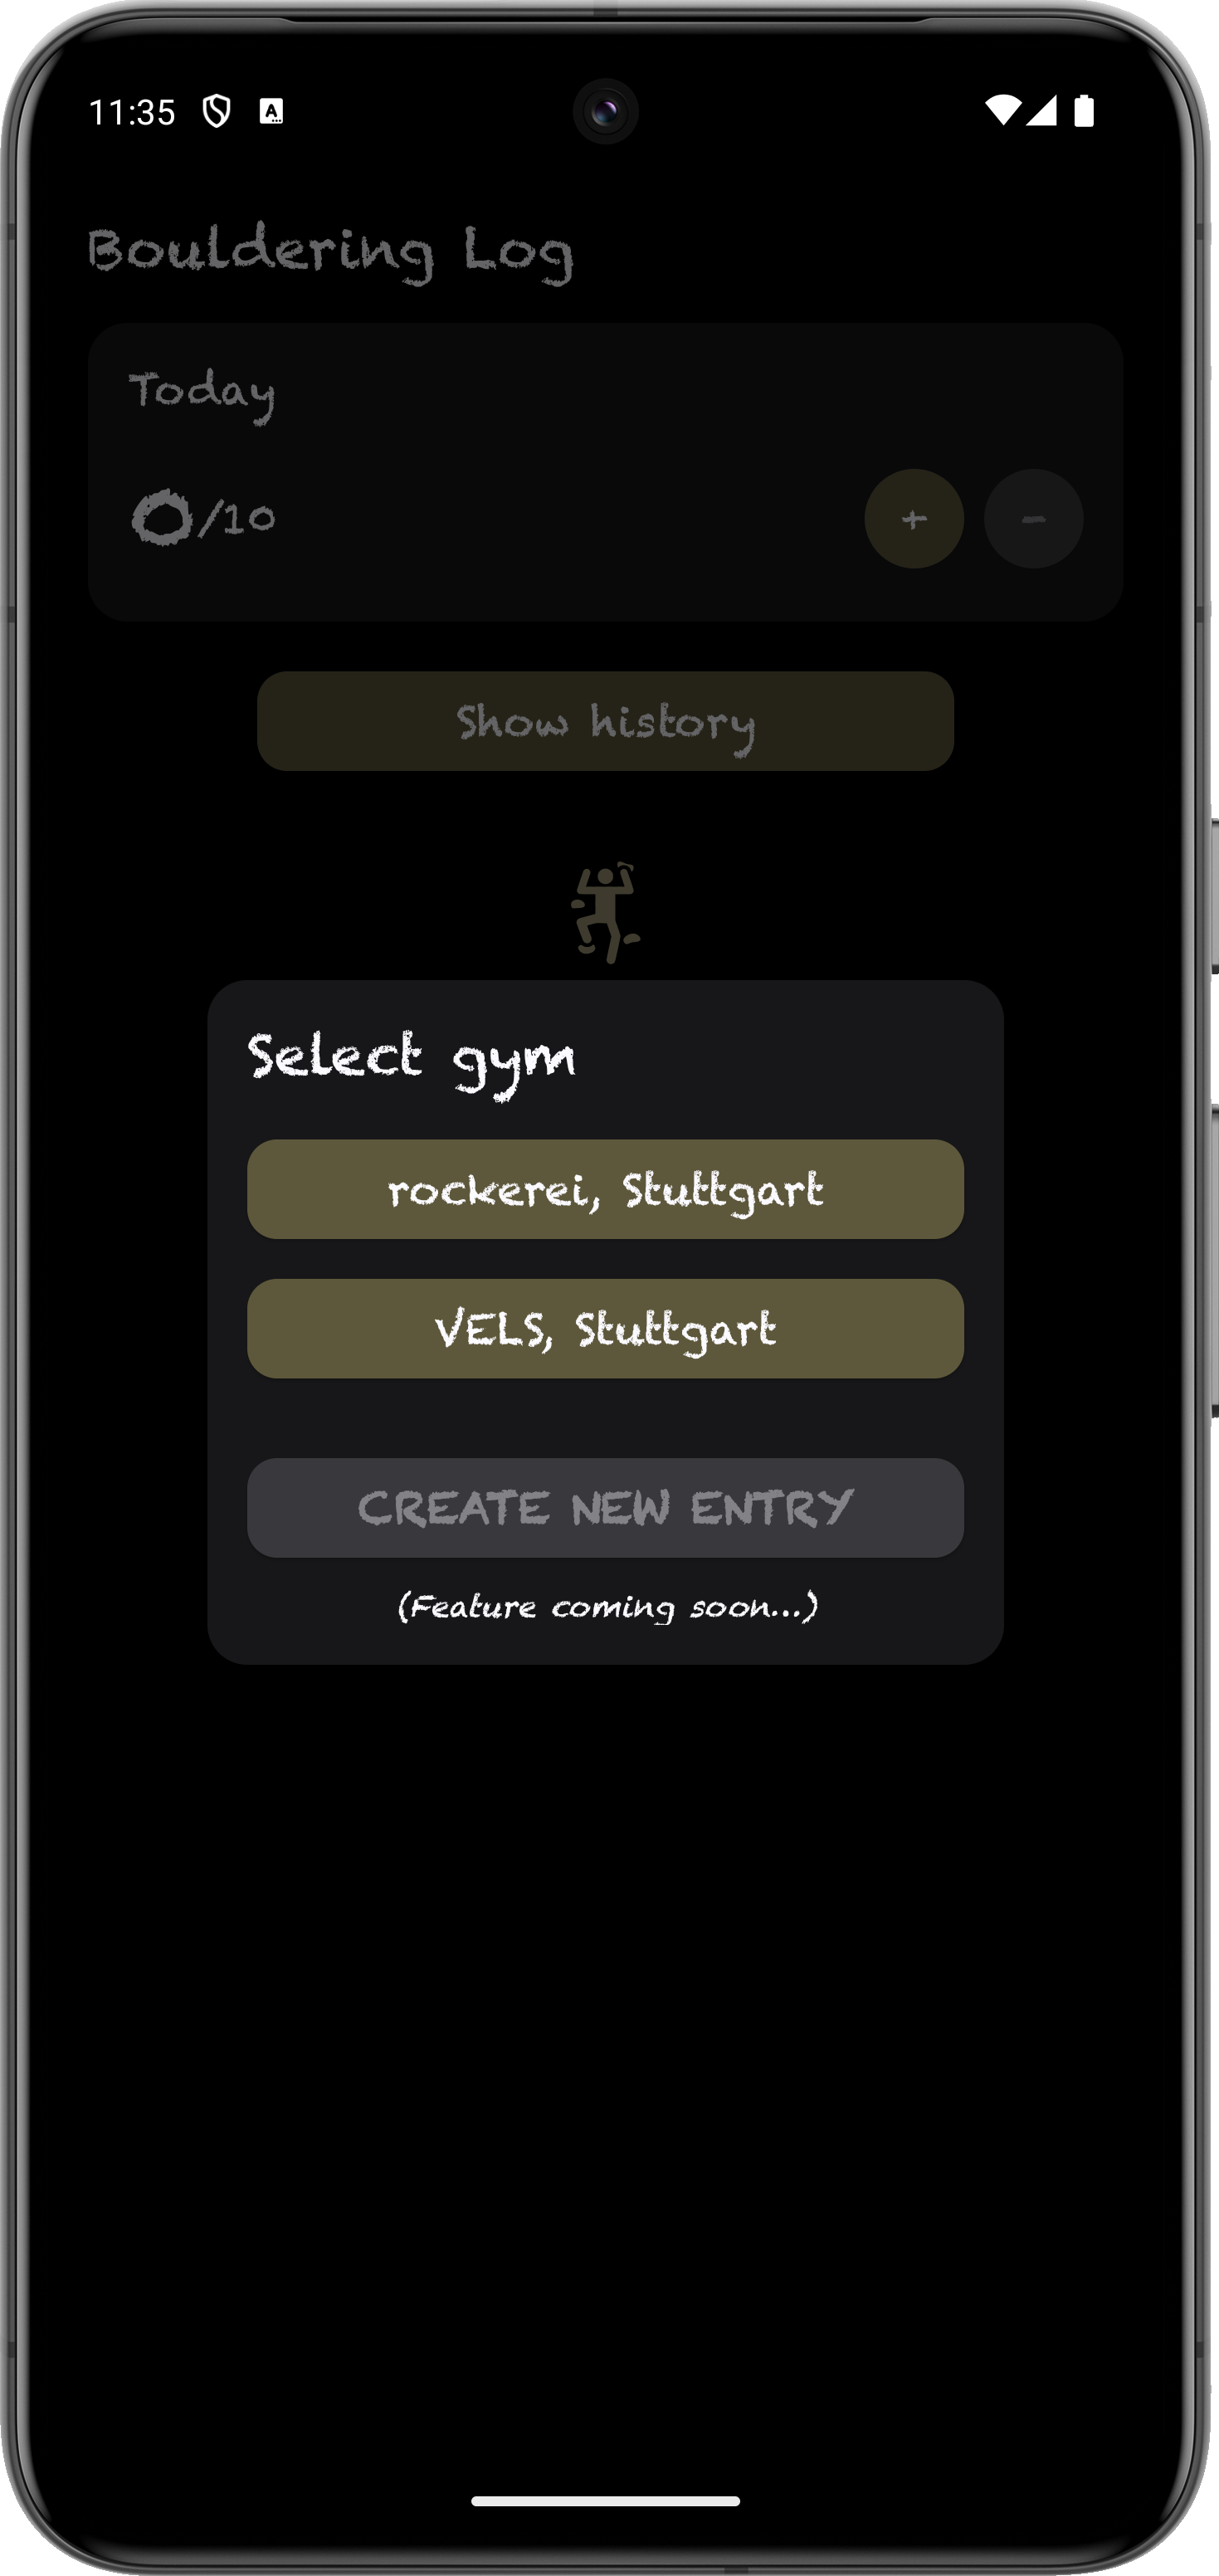 11:35
Bouldering Log
Today
0/10
+ -
Show history
Select gym
rockerei, Stuttgart
VELS, Stuttgart
CREATE NEW ENTRY
(Feature coming soon...)